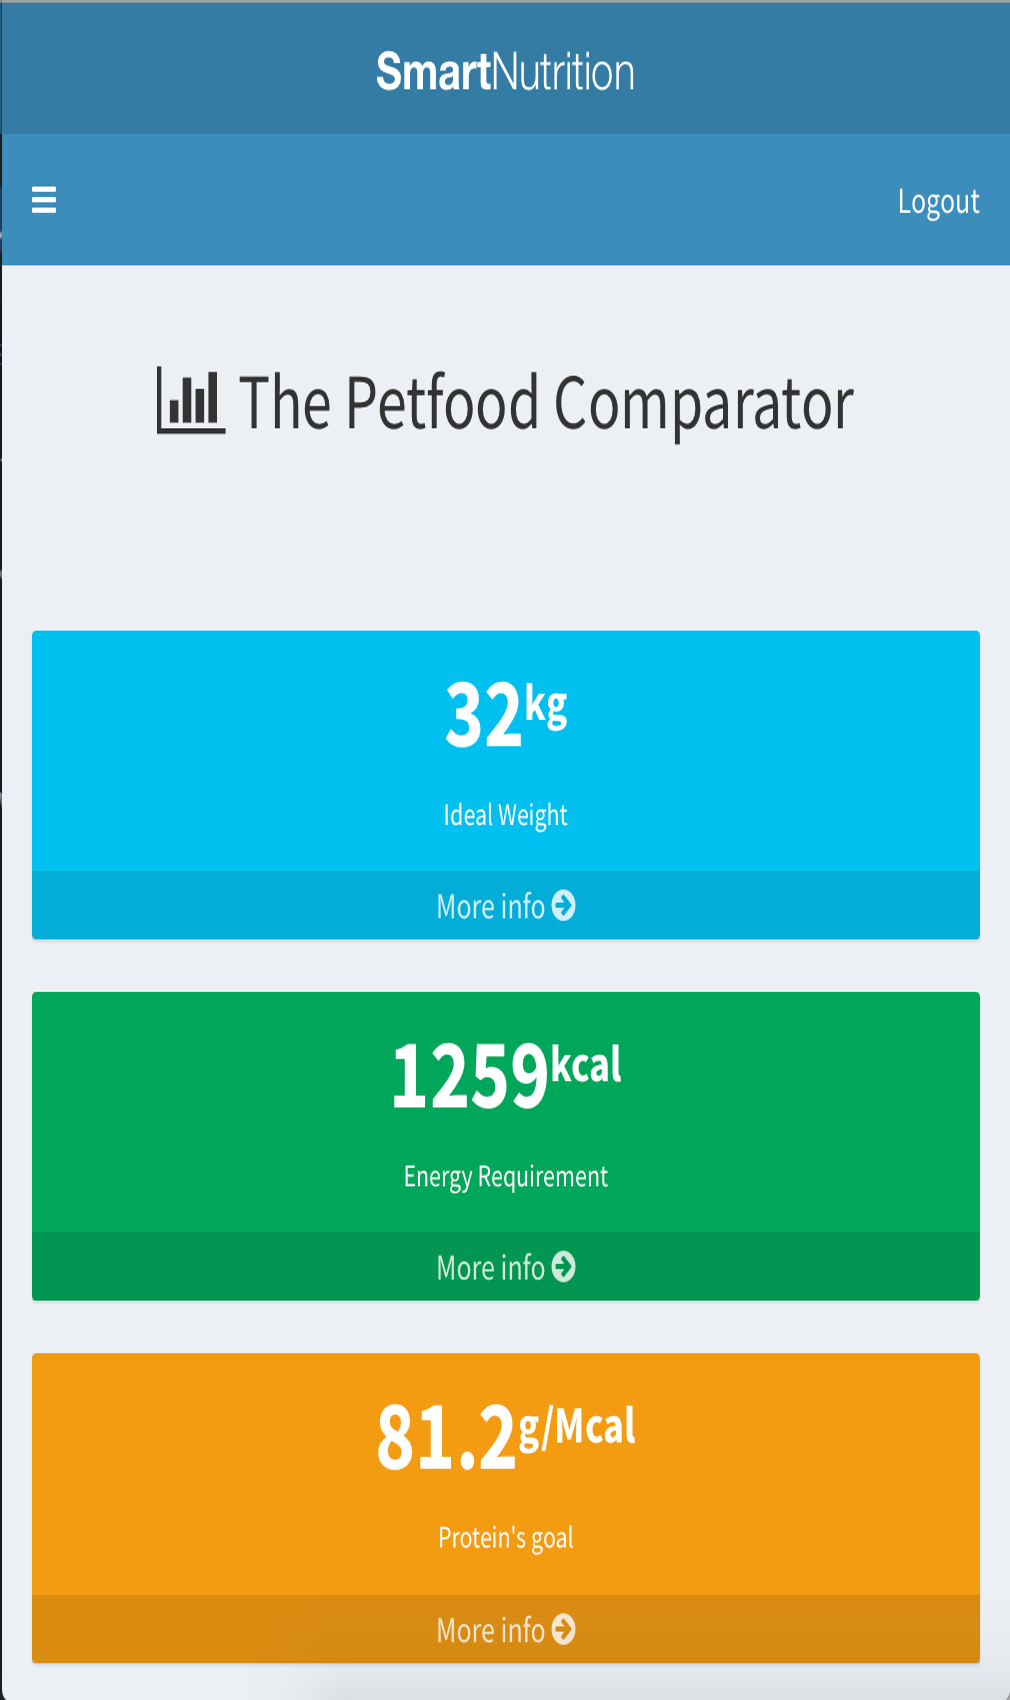 SmartNutrition
Logout
The Petfood Comparator
32kg
Ideal Weight
More info
1259kcal
Energy Requirement
More info
81.2g/Mcal
Protein's goal
More info